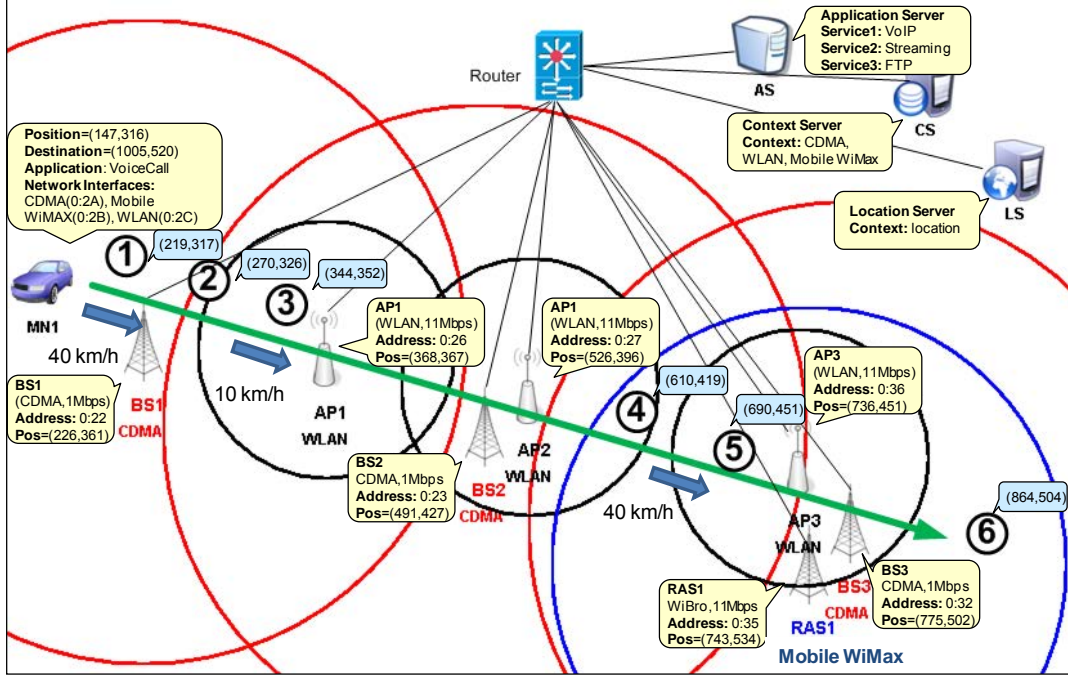 Application Server
Service1: VoIP
Service2: Streaming
Service3: FTP
Router
AS
CS
Context Server
Context: CDMA,
WLAN, Mobile WiMax
LS
Location Server
Context: location
Position=(147,316)
Destination=(1005,520)
Application: VoiceCall
Network Interfaces:
CDMA(0:2A), Mobile
WiMAX(0:2B), WLAN(0:2C)
1
(219,317)
2
(270,326)
3
(344,352)
MN1
40 km/h
10 km/h
BS1
(CDMA,1Mbps)
Address: 0:22
Pos=(226,361)
BS1
CDMA
AP1
WLAN
AP1
(WLAN,11Mbps)
Address: 0:26
Pos=(368,367)
AP1
(WLAN,11Mbps)
Address: 0:27
Pos=(526,396)
BS2
CDMA,1Mbps
Address: 0:23
Pos=(491,427)
BS2
CDMA
AP2
WLAN
4
(610,419)
5
(690,451)
40 km/h
AP3
(WLAN,11Mbps)
Address: 0:36
Pos=(736,451)
AP3
WLAN
6
(864,504)
RAS1
WiBro,11Mbps
Address: 0:35
Pos=(743,534)
RAS1
BS3
CDMA
BS3
CDMA,1Mbps
Address: 0:32
Pos=(775,502)
Mobile WiMax